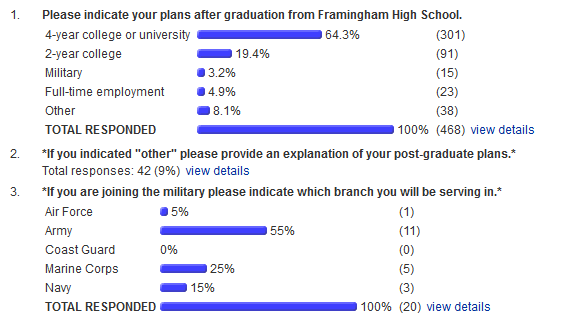 1. Please indicate your plans after graduation from Framingham High School.
4-year college or university 64.3% (301)
2-year college 19.4% (91)
Military 3.2% (15)
Full-time employment 4.9% (23)
Other 8.1% (38)
TOTAL RESPONDED 100% (468) view details
2. *If you indicated "other" please provide an explanation of your post-graduate plans.*
Total responses: 42 (9%) view details
3. *If you are joining the military please indicate which branch you will be serving in.*
Air Force 5% (1)
Army 55% (11)
Coast Guard 0% (0)
Marine Corps 25% (5)
Navy 15% (3)
TOTAL RESPONDED 100% (20) view details